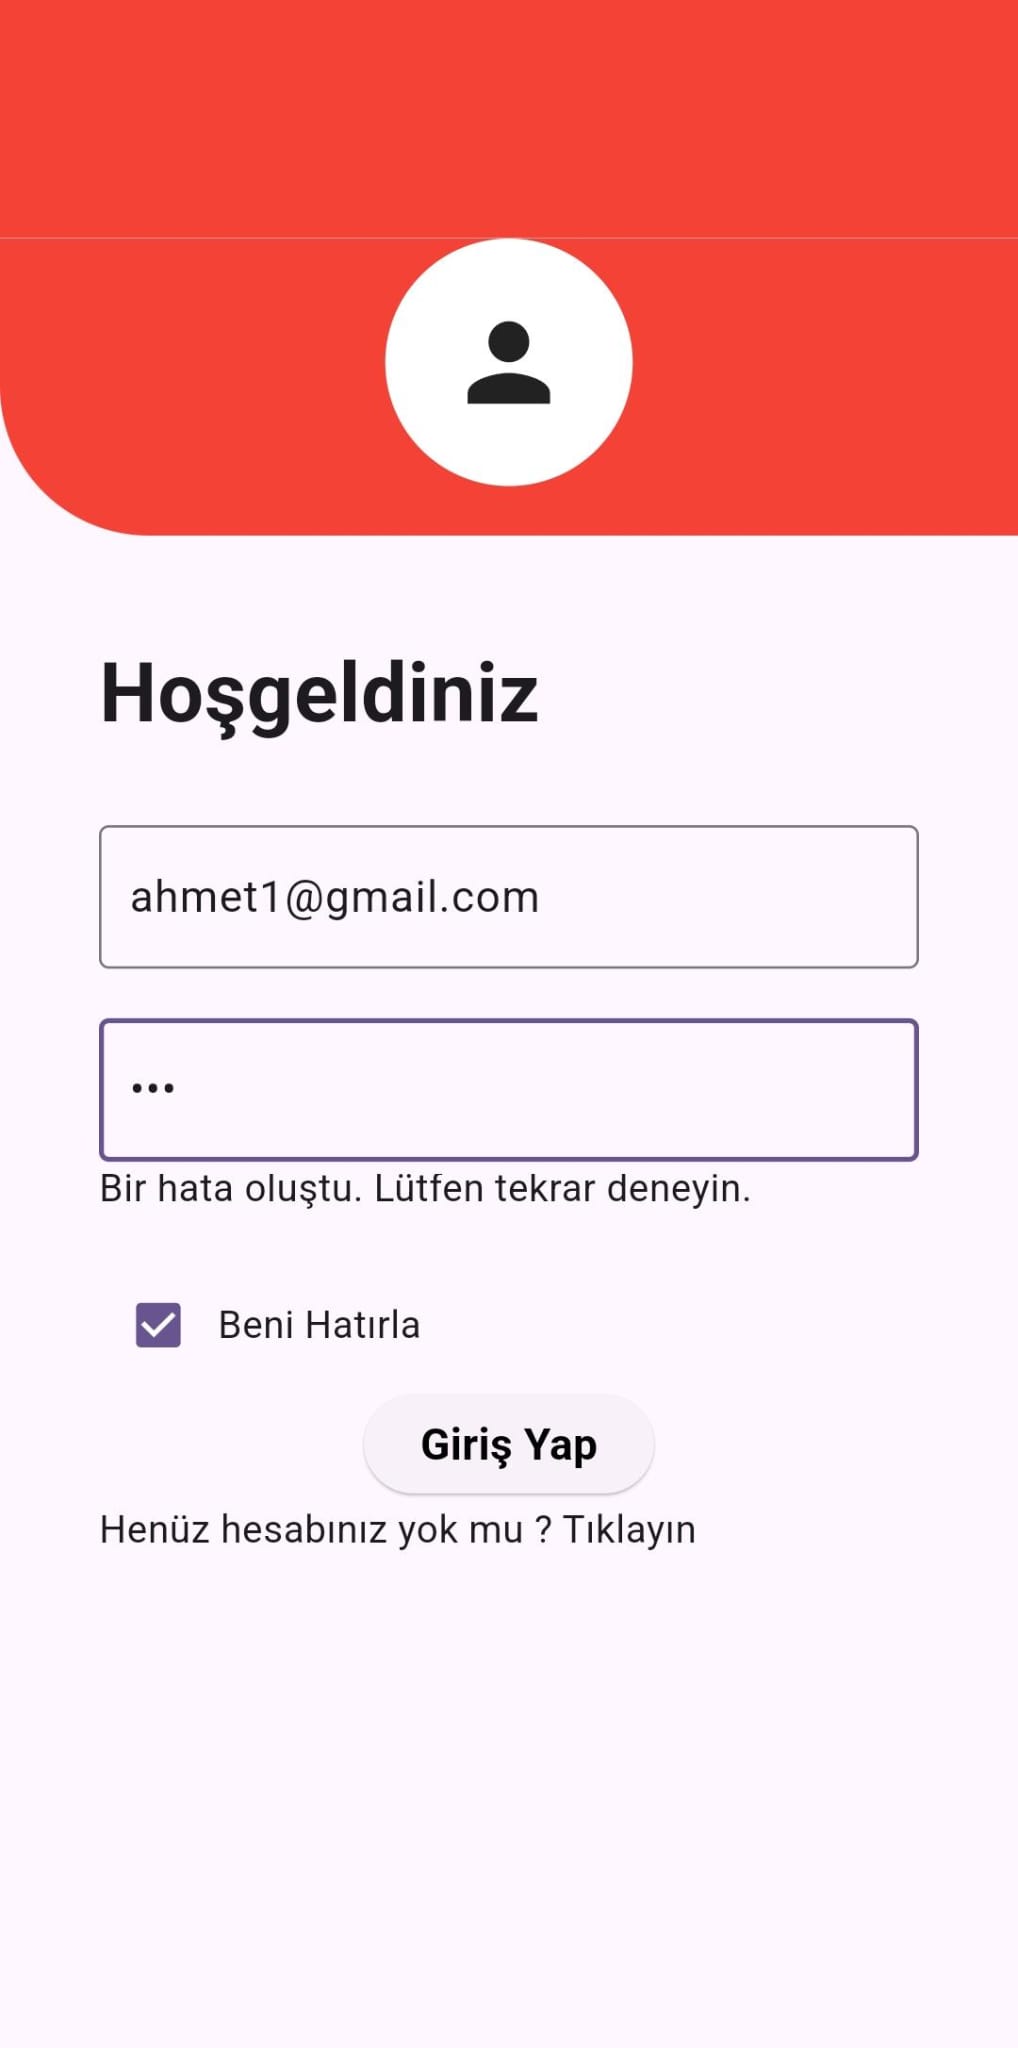 Hoşgeldiniz
ahmet1@gmail.com
•••
Bir hata oluştu. Lütfen tekrar deneyin.
Beni Hatırla
Giriş Yap
Henüz hesabınız yok mu ? Tıklayın